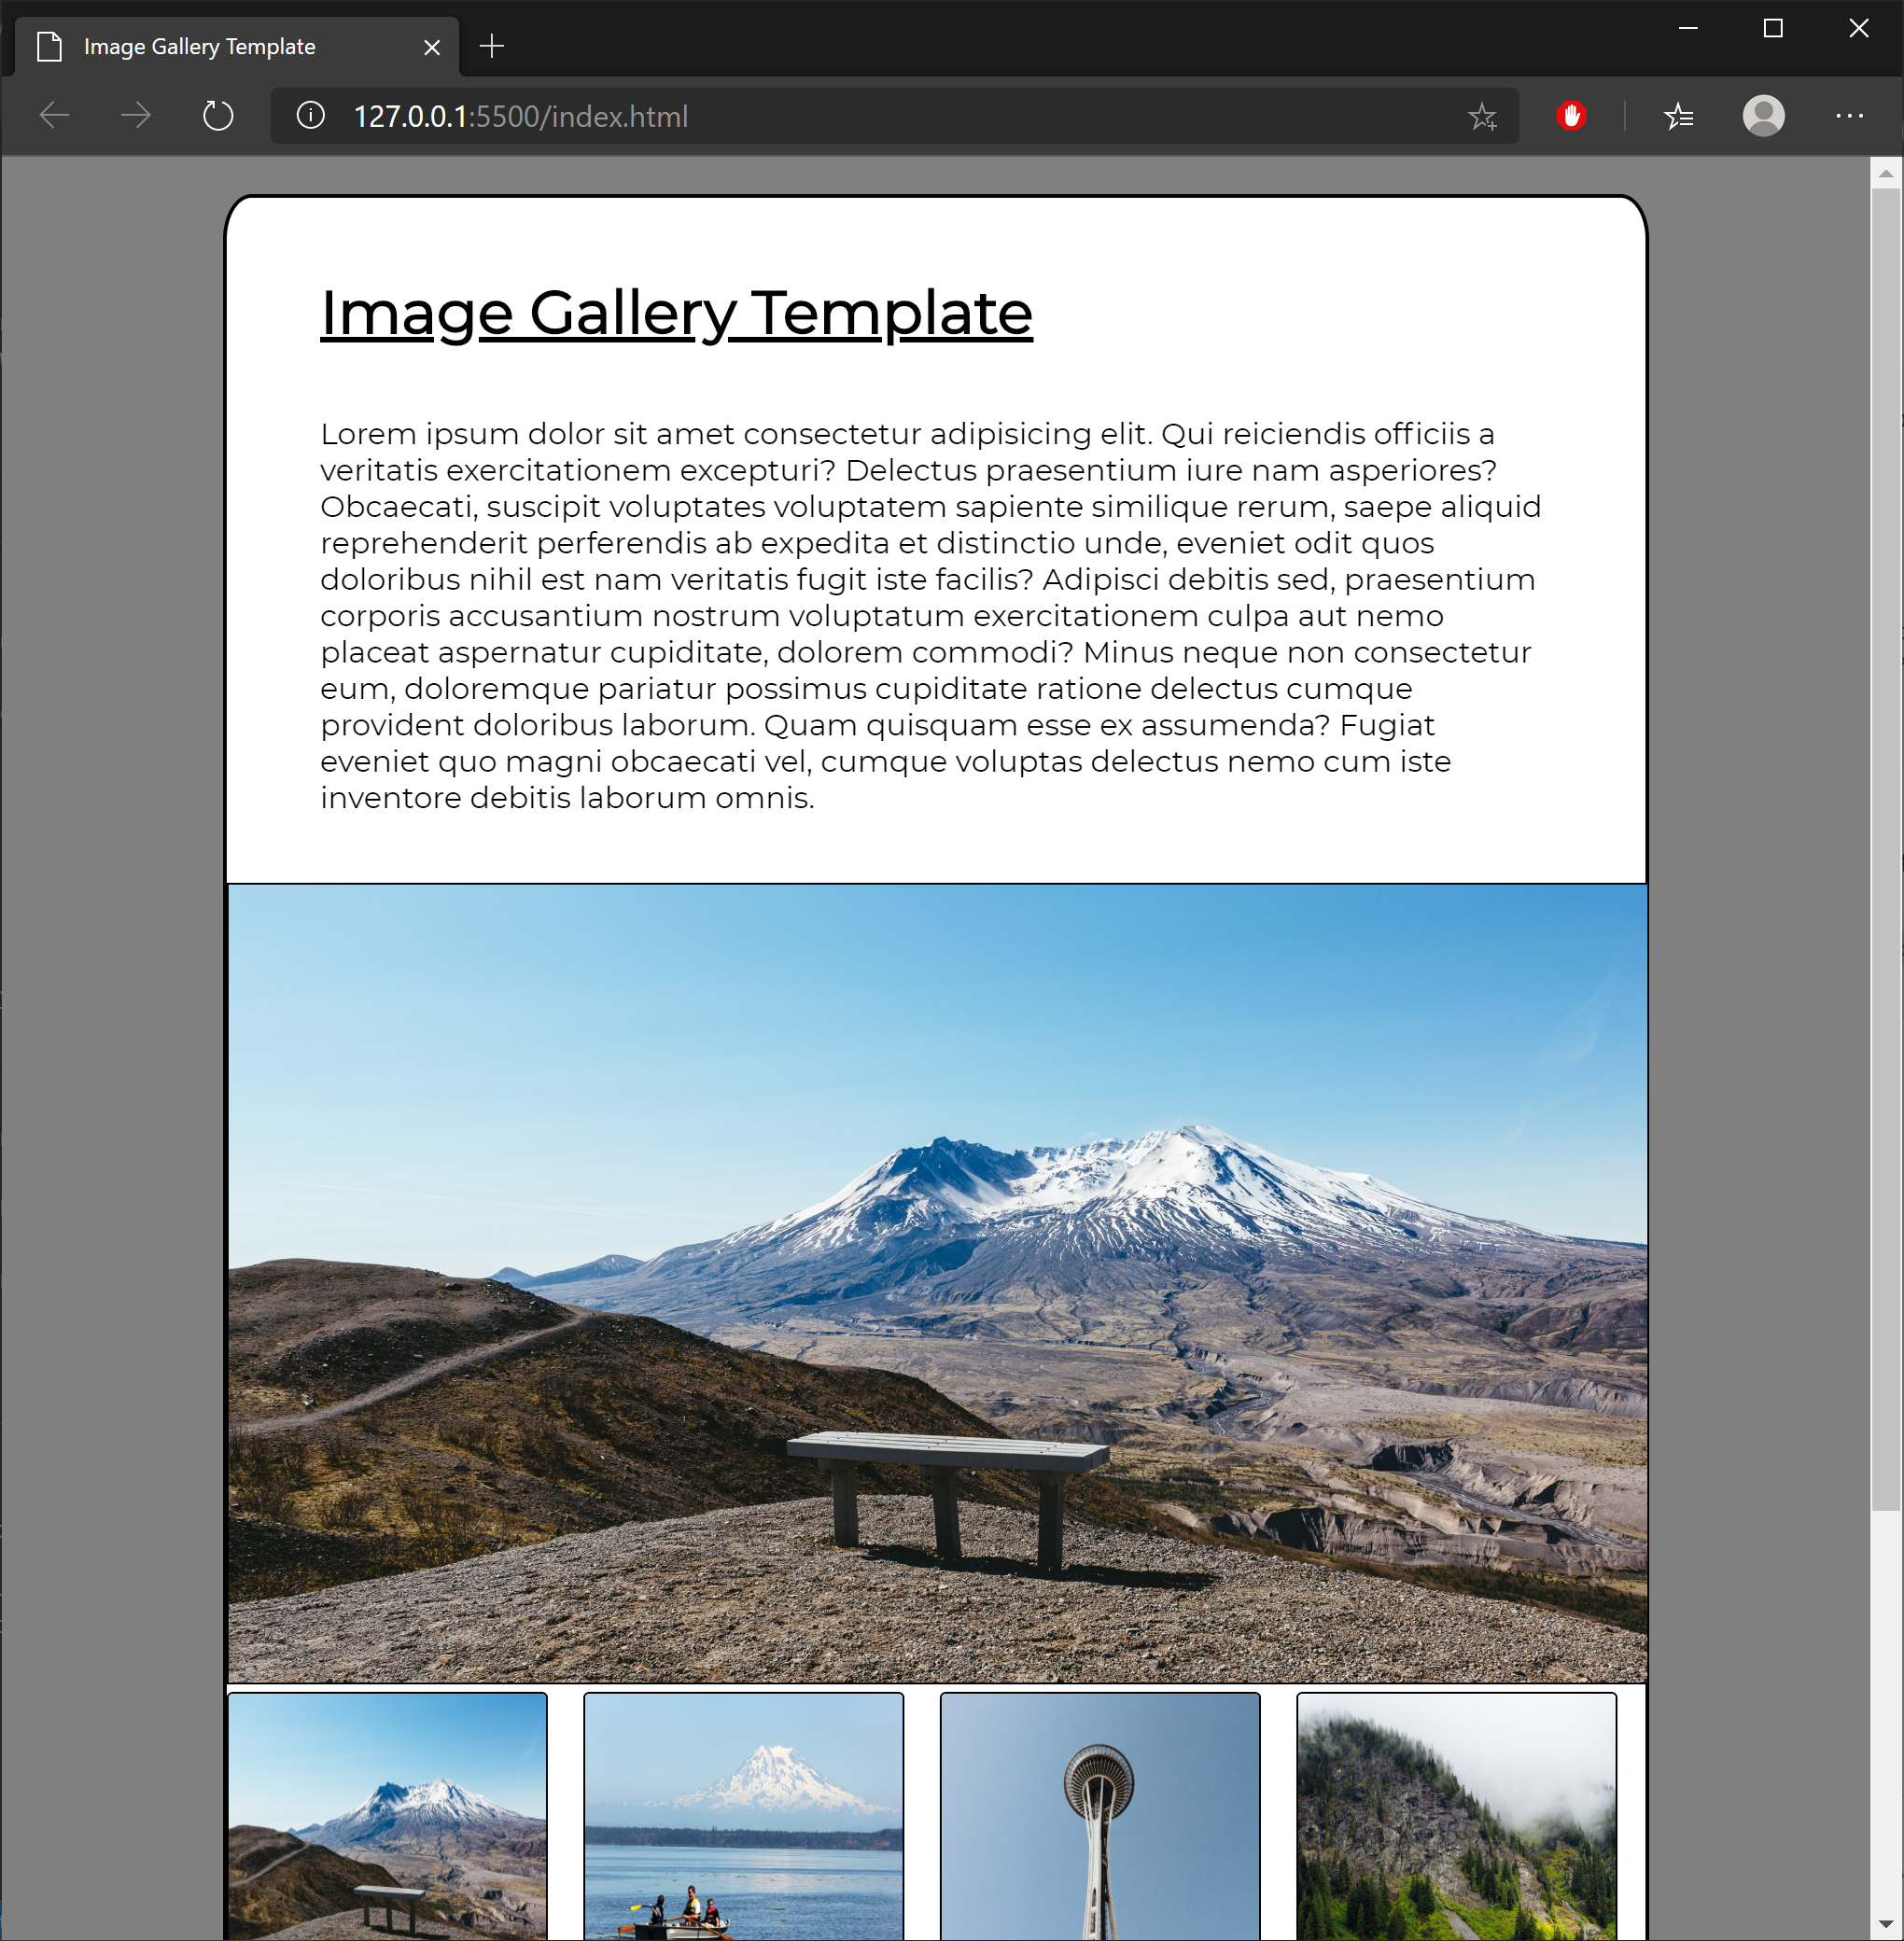 Image Gallery Template
127.0.0.1:5500/index.html
Image Gallery Template
Lorem ipsum dolor sit amet consectetur adipisicing elit. Qui reiciendis officiis a
veritatis exercitationem excepturi? Delectus praesentium iure nam asperiores?
Obcaecati, suscipit voluptates voluptatem sapiente similique rerum, saepe aliquid
reprehenderit perferendis ab expedita et distinctio unde, eveniet odit quos
doloribus nihil est nam veritatis fugit iste facilis? Adipisci debitis sed, praesentium
corporis accusantium nostrum voluptatum exercitationem culpa aut nemo
placeat aspernatur cupiditate, dolorem commodi? Minus neque non consectetur
eum, doloremque pariatur possimus cupiditate ratione delectus cumque
provident doloribus laborum. Quam quisquam esse ex assumenda? Fugiat
eveniet quo magni obcaecati vel, cumque voluptas delectus nemo cum iste
inventore debitis laborum omnis.